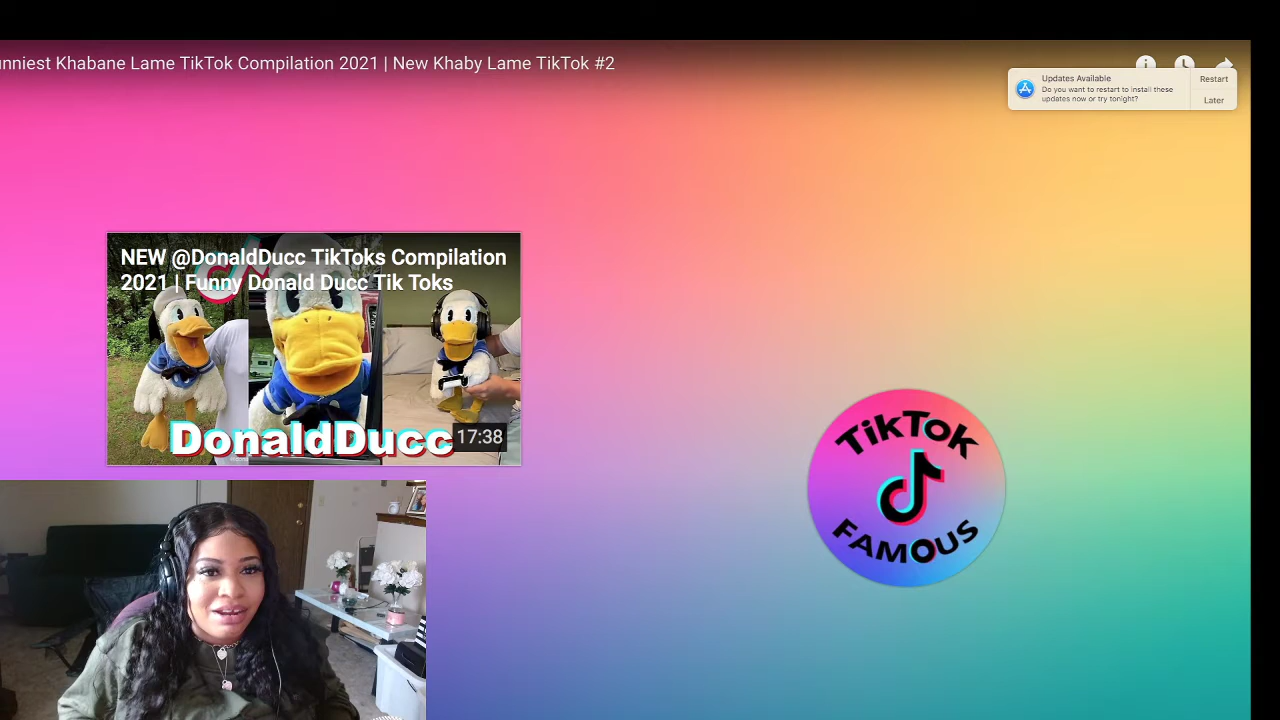 unniest Khabane Lame TikTok Compilation 2021 | New Khaby Lame TikTok #2
Updates Available
Do you want to restart to install these
updates now or try tonight?
Restart
Later
NEW @DonaldDucc TikToks Compilation
2021 | Funny Donald Ducc Tik Toks
DonaldDucc
17:38
TikTok
FAMOUS